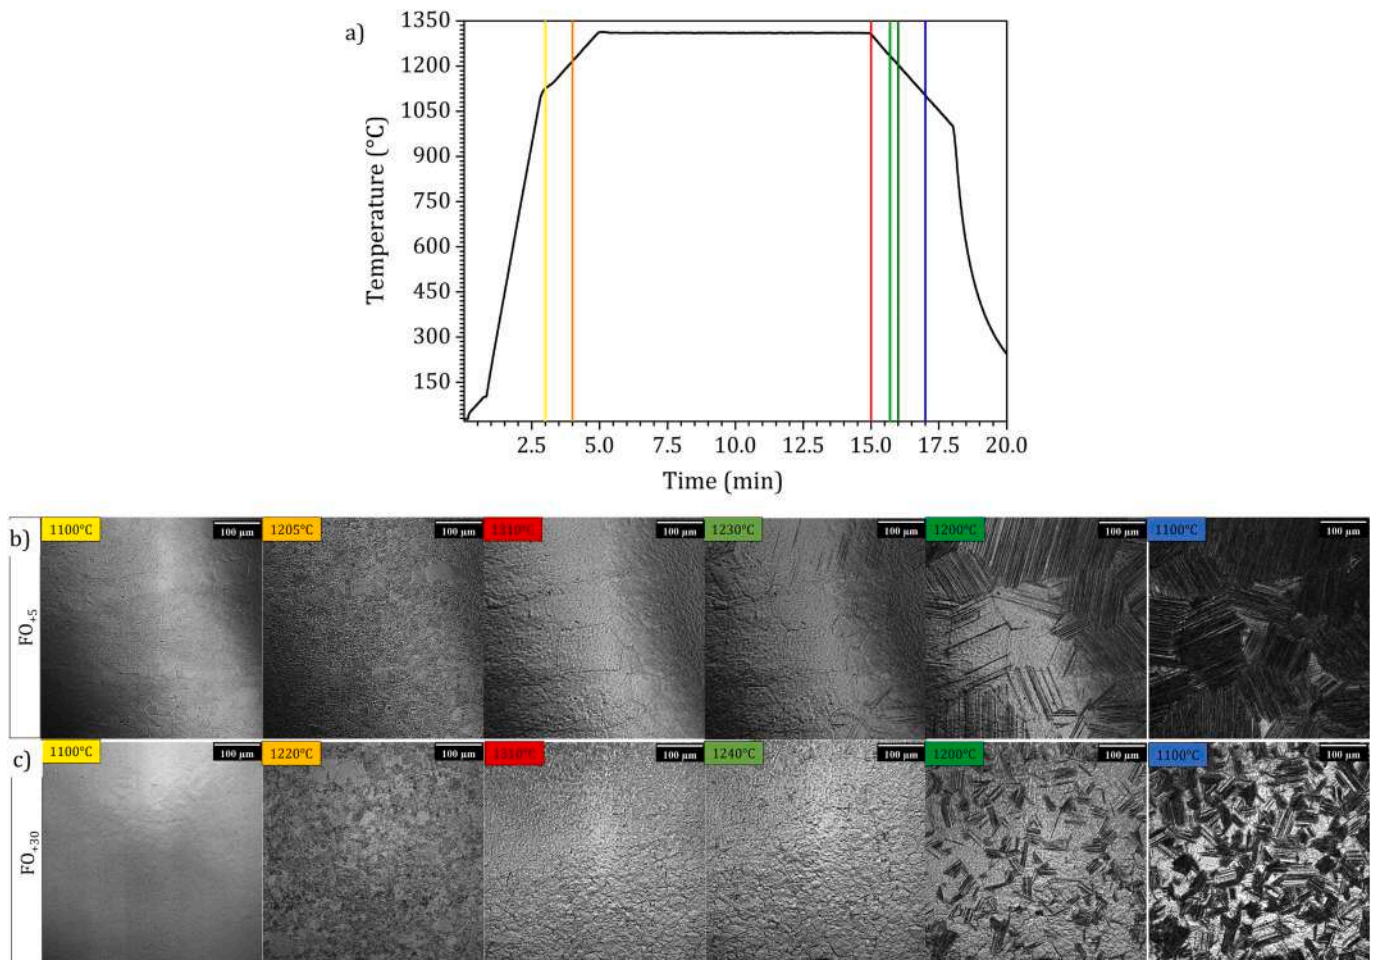 a)
1350
1200
1050
900
750
600
450
300
150
Temperature (°C)
2.5 5.0 7.5 10.0 12.5 15.0 17.5 20.0
Time (min)
b)
FO+5
1100°C 100 µm 1205°C 100 µm 1310°C 100 µm 1230°C 100 µm 1200°C 100 µm 1100°C 100 µm
c)
FO+30
1100°C 100 µm 1220°C 100 µm 1310°C 100 µm 1240°C 100 µm 1200°C 100 µm 1100°C 100 µm